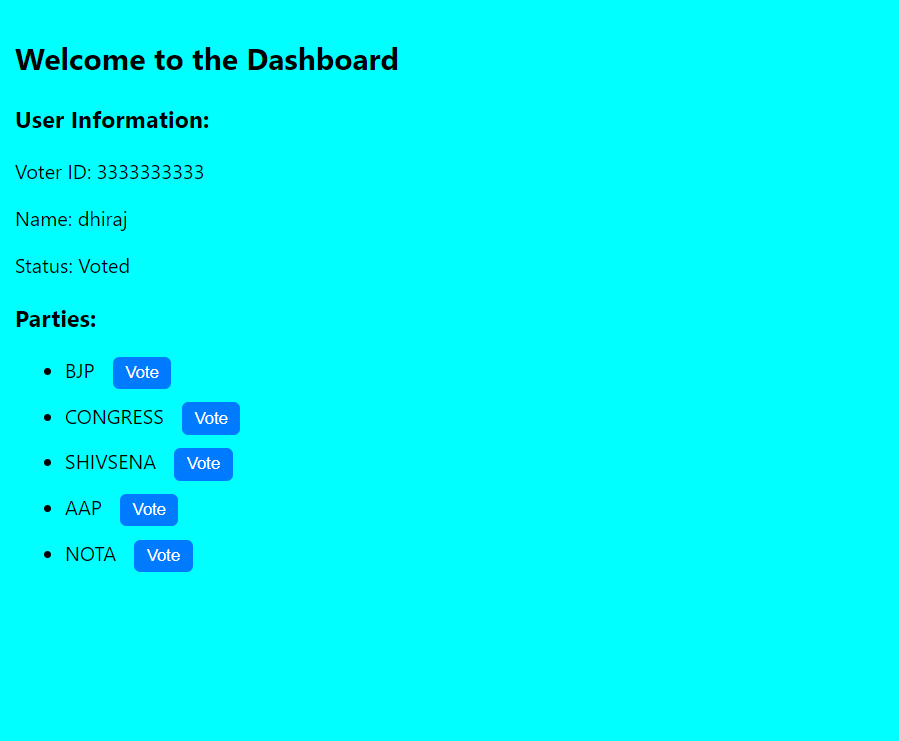 Welcome to the Dashboard
User Information:
Voter ID: 3333333333
Name: dhiraj
Status: Voted
Parties:
• BJP Vote
• CONGRESS Vote
• SHIVSENA Vote
• AAP Vote
• NOTA Vote